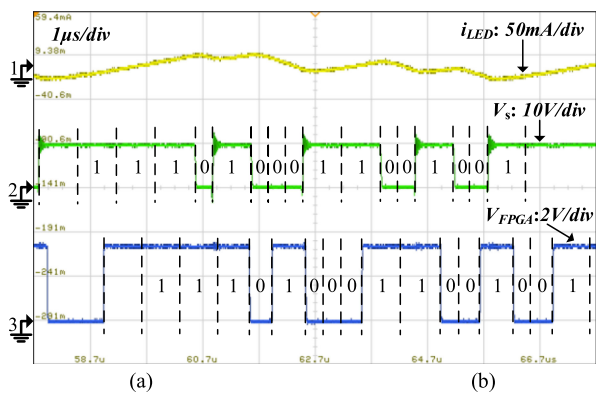 59.4mA
1μs/div
i_LED: 50mA/div
9.38m
1
-40.6m
V_s: 10V/div
-90.6m
1 1 1 0 1 0 0 0 1 1 0 0 1 0 0 1
2
-141m
-191m
V_FPGA:2V/div
-241m
1 1 1 0 1 0 0 0 1 1 0 0 1 0 0 1
3
-291m
58.7u 60.7u 62.7u 64.7u 66.7us
(a) (b)